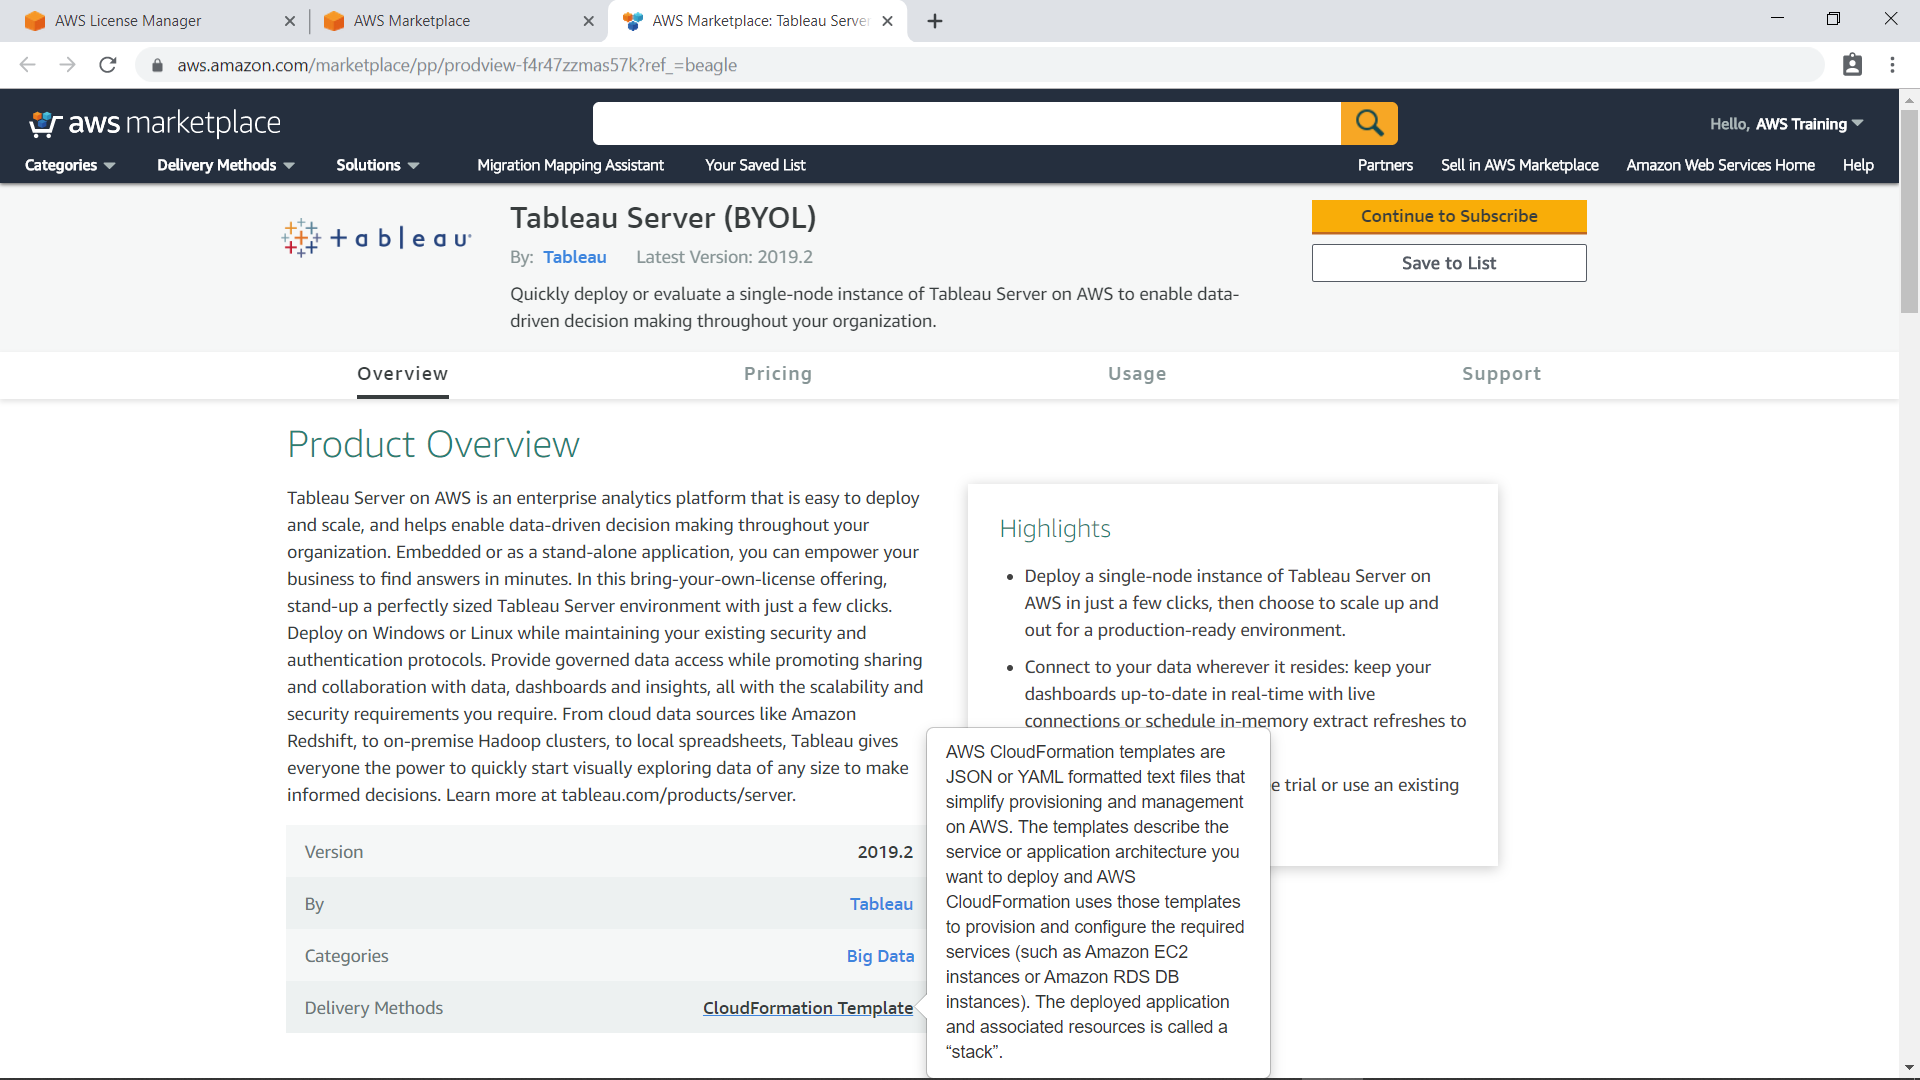 AWS License Manager
AWS Marketplace
AWS Marketplace: Tableau Serve
aws.amazon.com/marketplace/pp/prodview-f4r47zzmas57k?ref_=beagle
aws marketplace
Hello, AWS Training
Categories
Delivery Methods
Solutions
Migration Mapping Assistant
Your Saved List
Partners
Sell in AWS Marketplace
Amazon Web Services Home
Help
+ a b l e a u
Tableau Server (BYOL)
By: Tableau
Latest Version: 2019.2
Quickly deploy or evaluate a single-node instance of Tableau Server on AWS to enable data-
driven decision making throughout your organization.
Continue to Subscribe
Save to List
Overview
Pricing
Usage
Support
Product Overview
Tableau Server on AWS is an enterprise analytics platform that is easy to deploy
and scale, and helps enable data-driven decision making throughout your
organization. Embedded or as a stand-alone application, you can empower your
business to find answers in minutes. In this bring-your-own-license offering,
stand-up a perfectly sized Tableau Server environment with just a few clicks.
Deploy on Windows or Linux while maintaining your existing security and
authentication protocols. Provide governed data access while promoting sharing
and collaboration with data, dashboards and insights, all with the scalability and
security requirements you require. From cloud data sources like Amazon
Redshift, to on-premise Hadoop clusters, to local spreadsheets, Tableau gives
everyone the power to quickly start visually exploring data of any size to make
informed decisions. Learn more at tableau.com/products/server.
Version 2019.2
By Tableau
Categories Big Data
Delivery Methods CloudFormation Template
Highlights
• Deploy a single-node instance of Tableau Server on
AWS in just a few clicks, then choose to scale up and
out for a production-ready environment.
• Connect to your data wherever it resides: keep your
dashboards up-to-date in real-time with live
connections or schedule in-memory extract refreshes to
e trial or use an existing
AWS CloudFormation templates are
JSON or YAML formatted text files that
simplify provisioning and management
on AWS. The templates describe the
service or application architecture you
want to deploy and AWS
CloudFormation uses those templates
to provision and configure the required
services (such as Amazon EC2
instances or Amazon RDS DB
instances). The deployed application
and associated resources is called a
“stack”.